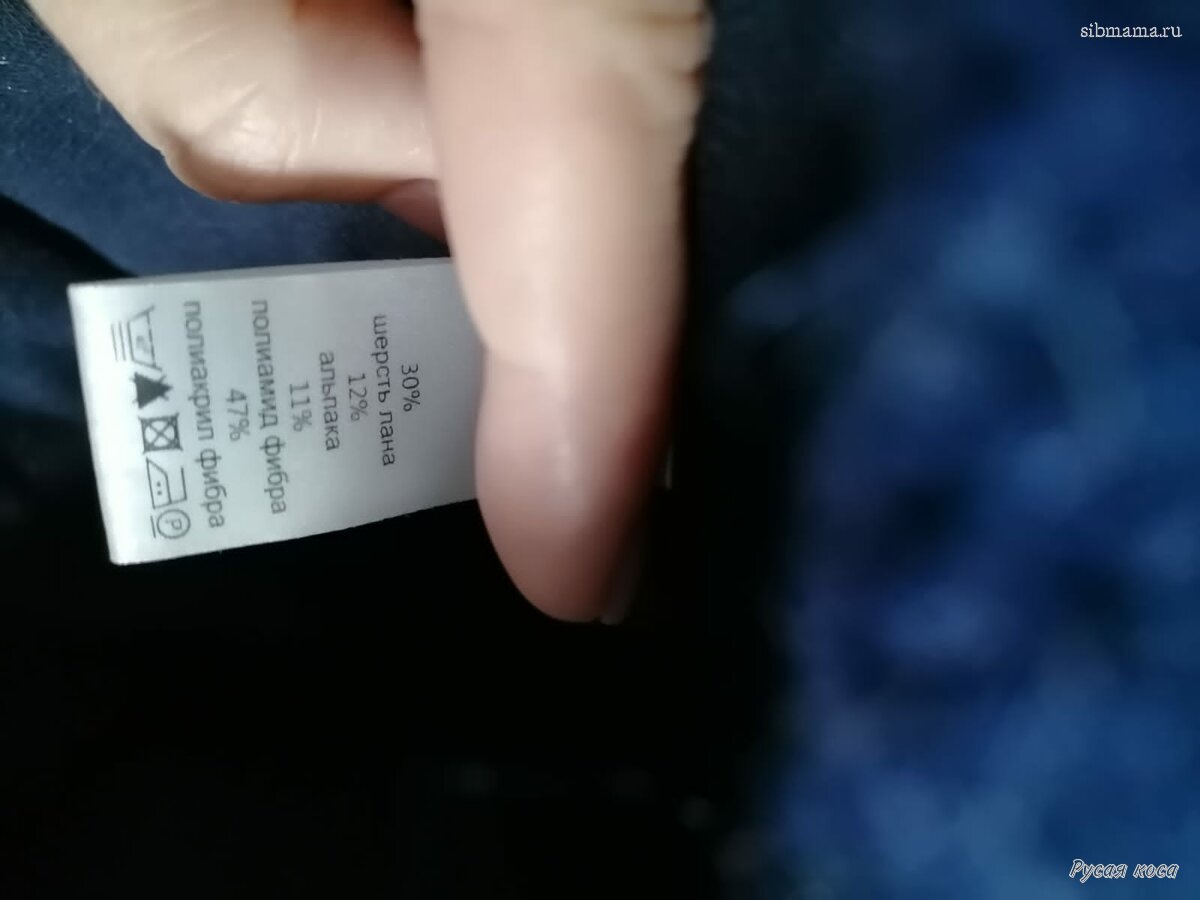 sibmama.ru
30%
шерсть лана
12%
альпака
11%
полиамид фибра
47%
полиакрил фибра
P
Русая коса